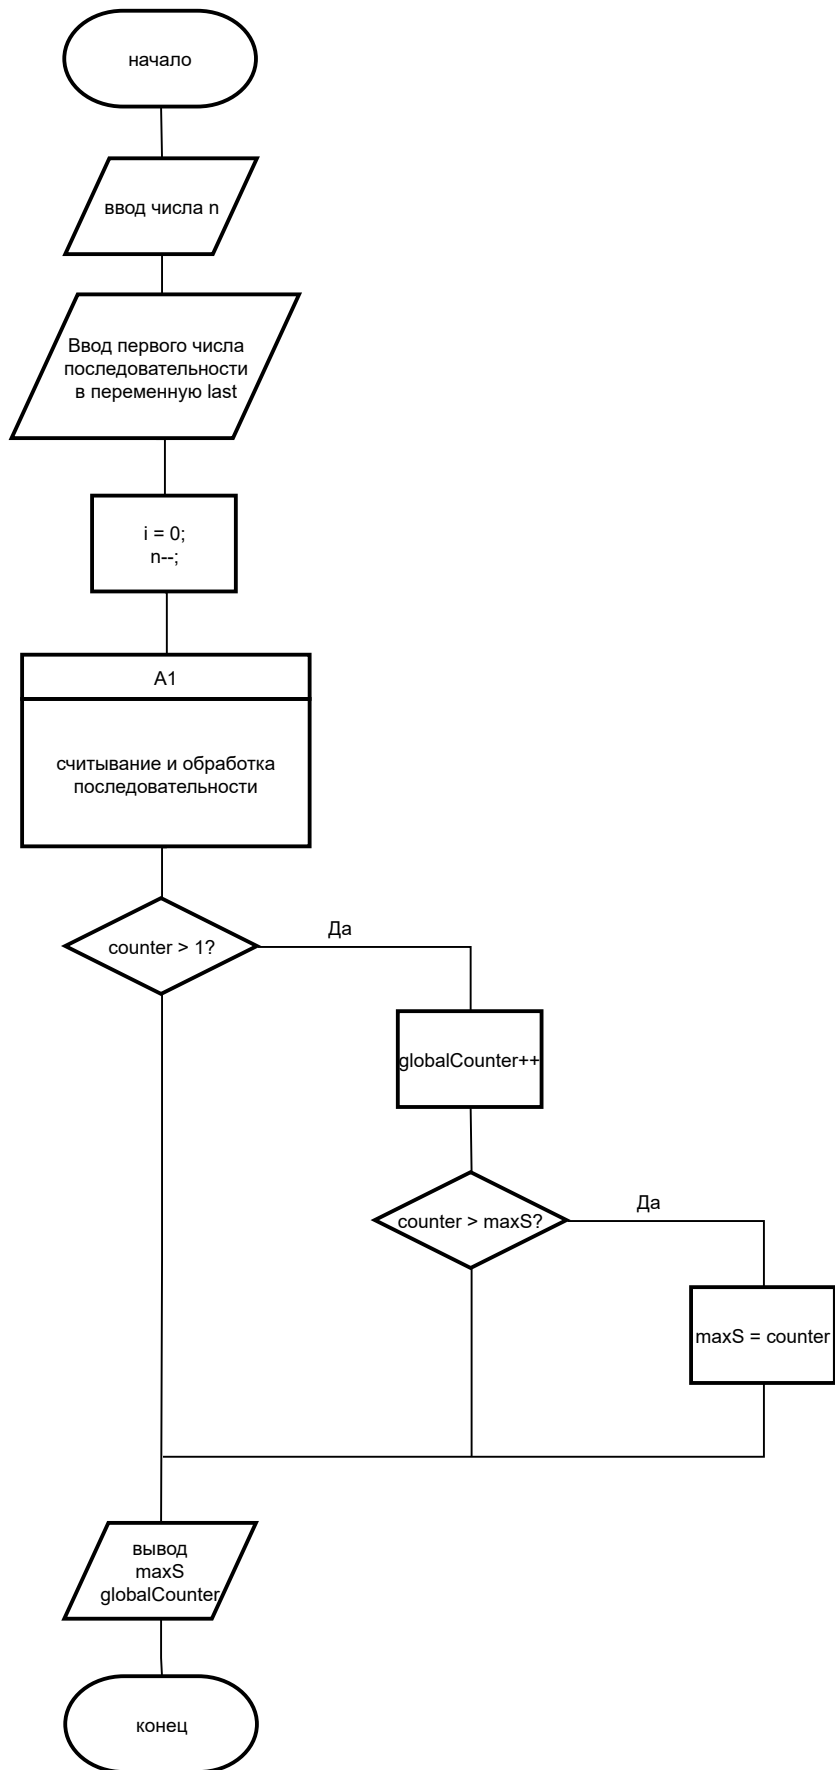 начало
ввод числа n
Ввод первого числа
последовательности
в переменную last
i = 0;
n--;
A1
считывание и обработка
последовательности
counter > 1?
Да
globalCounter++
counter > maxS?
Да
maxS = counter
вывод
maxS
globalCounter
конец